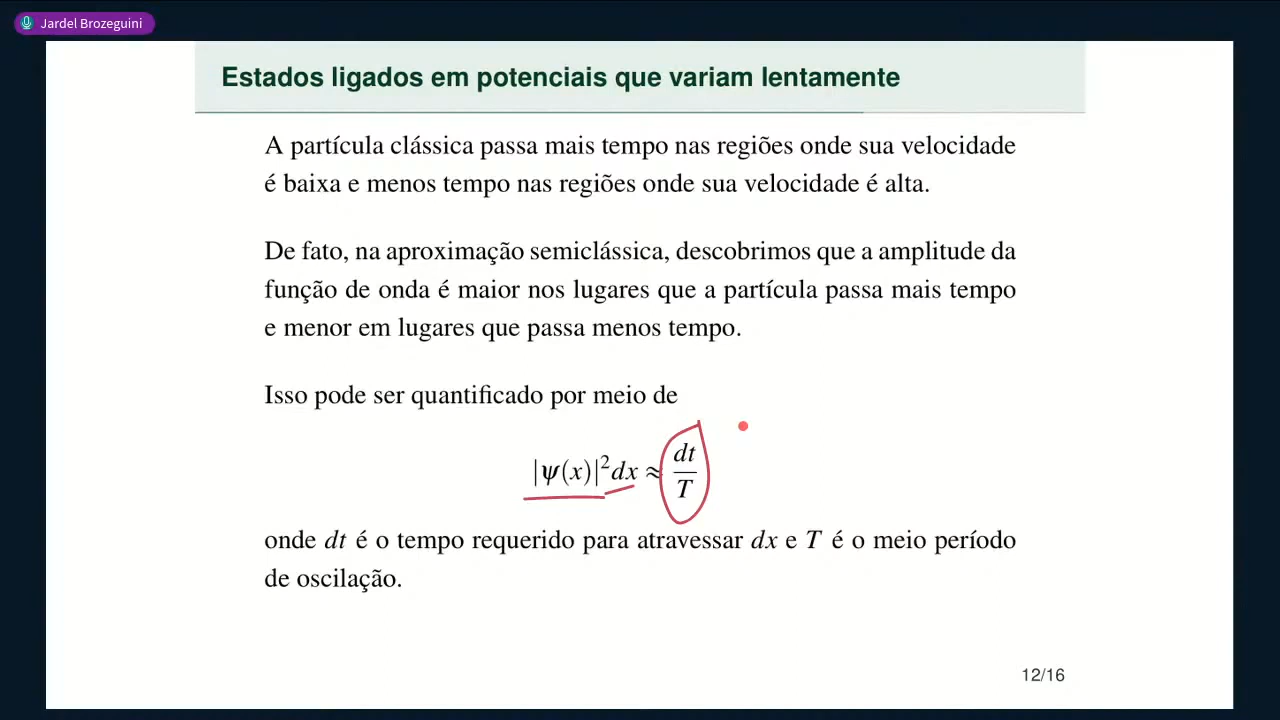 Jardel Brozeguini
Estados ligados em potenciais que variam lentamente
A partícula clássica passa mais tempo nas regiões onde sua velocidade
é baixa e menos tempo nas regiões onde sua velocidade é alta.
De fato, na aproximação semiclássica, descobrimos que a amplitude da
função de onda é maior nos lugares que a partícula passa mais tempo
e menor em lugares que passa menos tempo.
Isso pode ser quantificado por meio de
|ψ(x)|²dx ≈ dt/T
onde dt é o tempo requerido para atravessar dx e T é o meio período
de oscilação.
12/16